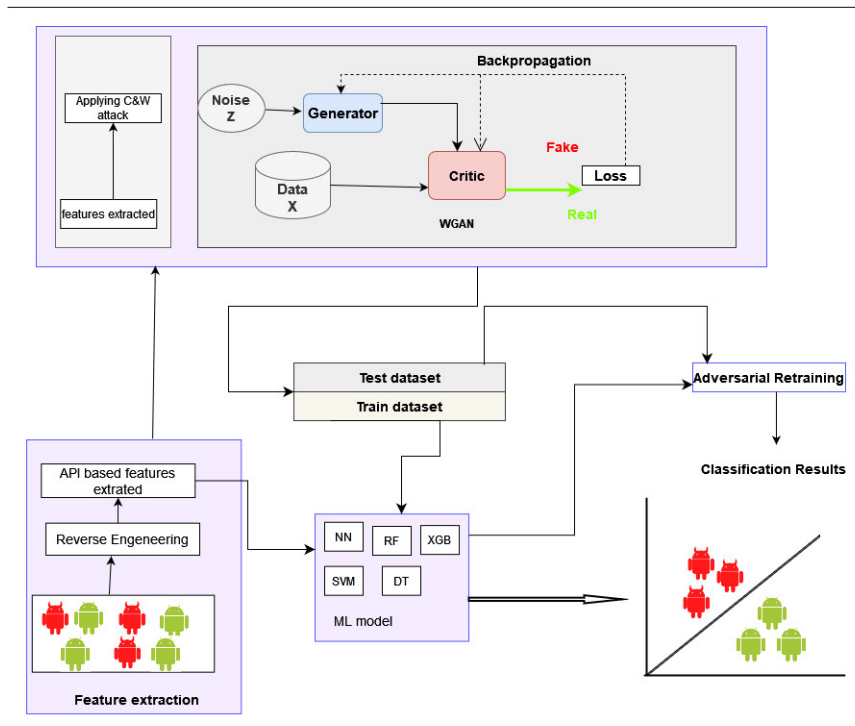 Backpropagation
Applying C&W
attack
Noise
Z
Generator
Fake
Critic
Loss
Data
X
features extracted
Real
WGAN
Test dataset
Train dataset
Adversarial Retraining
API based features
extrated
Classification Results
Reverse Engeneering
NN
RF
XGB
SVM
DT
ML model
Feature extraction